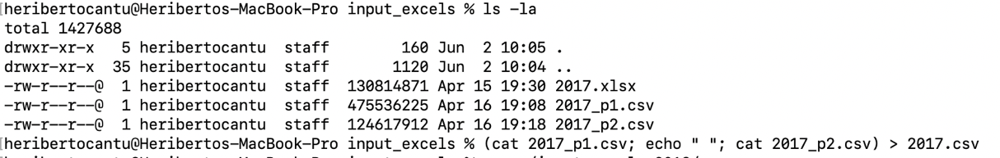 [heribertocantu@Heribertos-MacBook-Pro input_excels % ls -la
total 1427688
drwxr-xr-x   5 heribertocantu  staff        160 Jun  2 10:05 .
drwxr-xr-x  35 heribertocantu  staff       1120 Jun  2 10:04 ..
-rw-r--r--@  1 heribertocantu  staff  130814871 Apr 15 19:30 2017.xlsx
-rw-r--r--@  1 heribertocantu  staff  475536225 Apr 16 19:08 2017_p1.csv
-rw-r--r--@  1 heribertocantu  staff  124617912 Apr 16 19:18 2017_p2.csv
[heribertocantu@Heribertos-MacBook-Pro input_excels % (cat 2017_p1.csv; echo " "; cat 2017_p2.csv) > 2017.csv